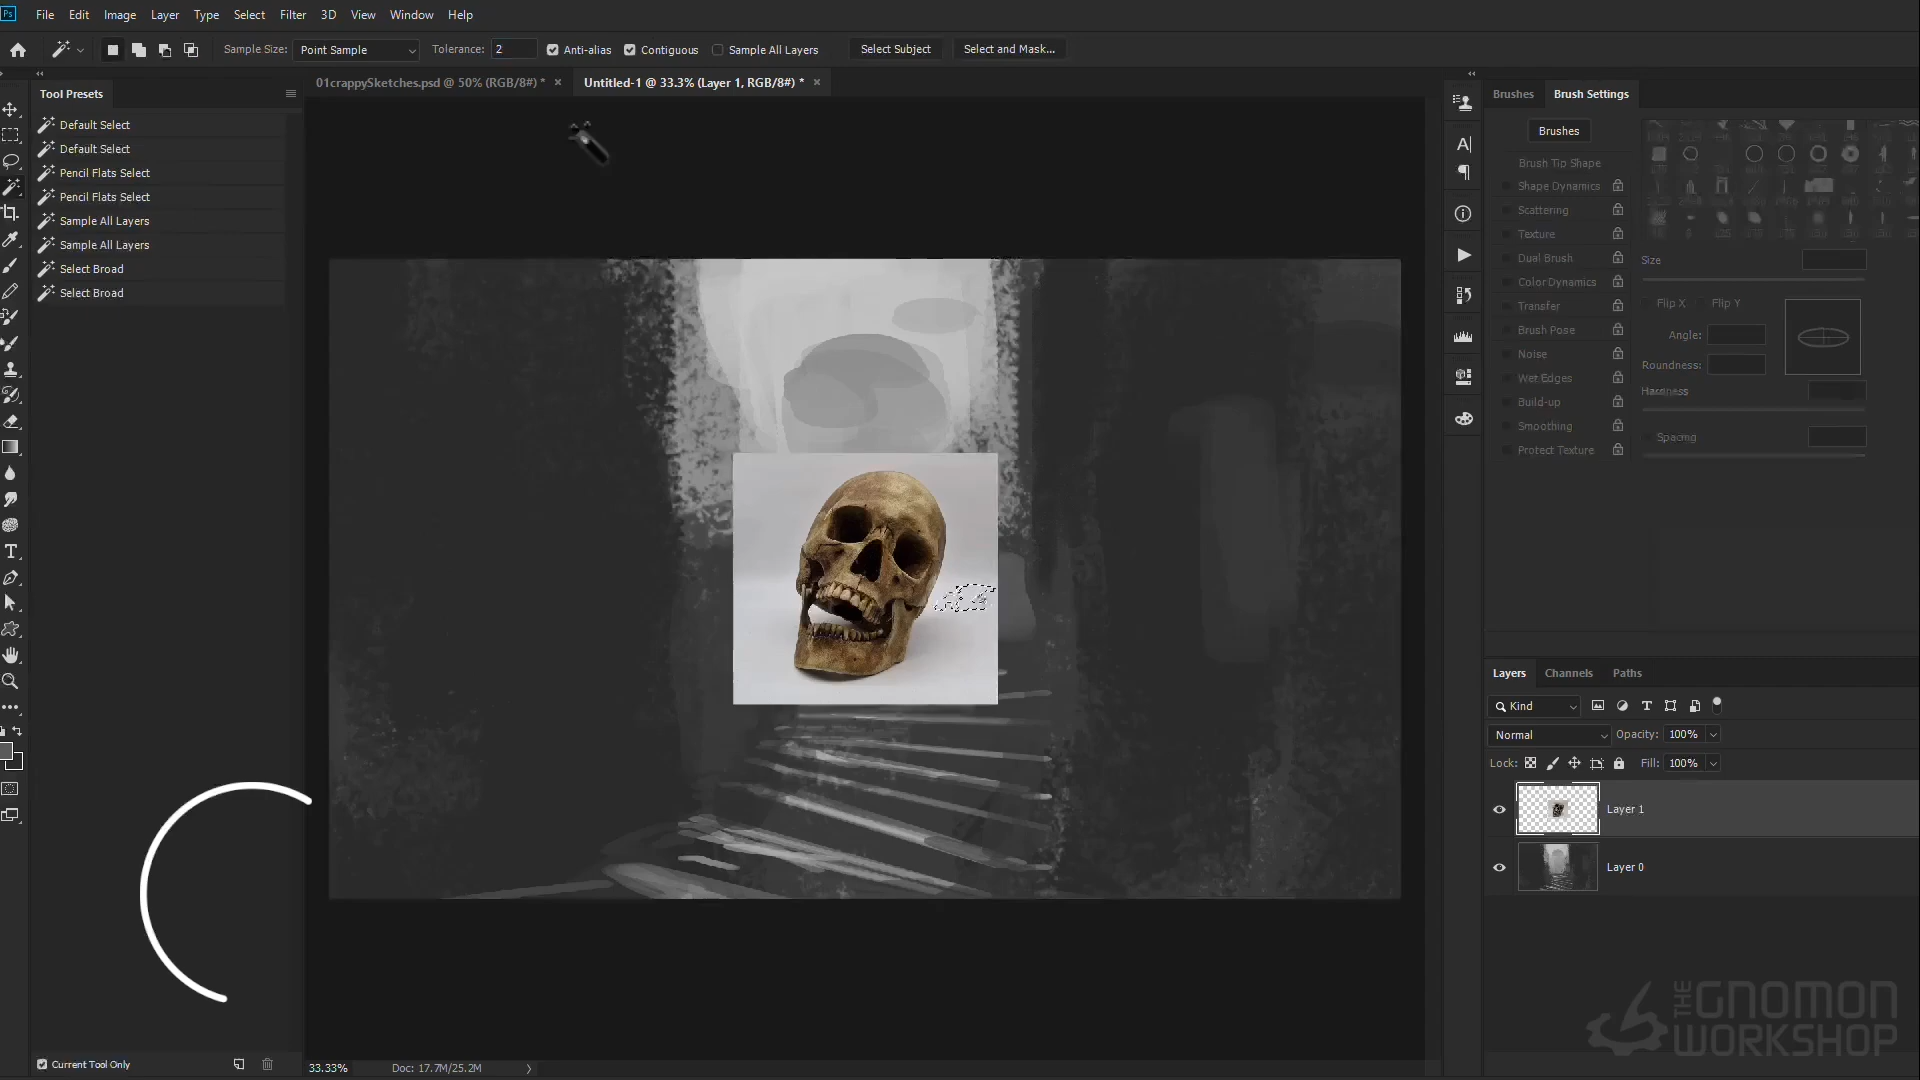 Ps File Edit Image Layer Type Select Filter 3D View Window Help
Sample Size: Point Sample Tolerance: 2 Anti-alias Contiguous Sample All Layers Select Subject Select and Mask...
01crappySketches.psd @ 50% (RGB/8#) * × Untitled-1 @ 33.3% (Layer 1, RGB/8#) * ×
Tool Presets
Default Select
Default Select
Pencil Flats Select
Pencil Flats Select
Sample All Layers
Sample All Layers
Select Broad
Select Broad
Current Tool Only
33.33% Doc: 17.7M/25.2M
Brushes Brush Settings
Brushes
Brush Tip Shape
Shape Dynamics
Scattering
Texture
Dual Brush
Color Dynamics
Transfer
Brush Pose
Noise
Wet Edges
Build-up
Smoothing
Protect Texture
Size
Flip X Flip Y
Angle:
Roundness:
Hardness
Spacing
Layers Channels Paths
Kind
Normal Opacity: 100%
Lock: Fill: 100%
Layer 1
Layer 0
THE GNOMON WORKSHOP